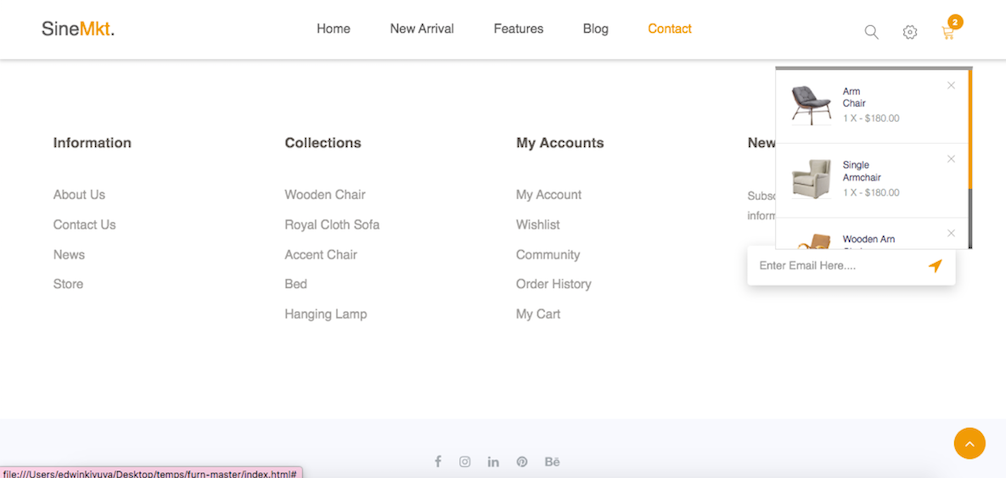 SineMkt.
Home New Arrival Features Blog Contact
2
Arm
Chair
1 X - $180.00
Single
Armchair
1 X - $180.00
Wooden Arn
Information
About Us
Contact Us
News
Store
Collections
Wooden Chair
Royal Cloth Sofa
Accent Chair
Bed
Hanging Lamp
My Accounts
My Account
Wishlist
Community
Order History
My Cart
New
Subsc
inform
Enter Email Here....
Bē
file:///Users/edwinkivuva/Desktop/temps/furn-master/index.html#